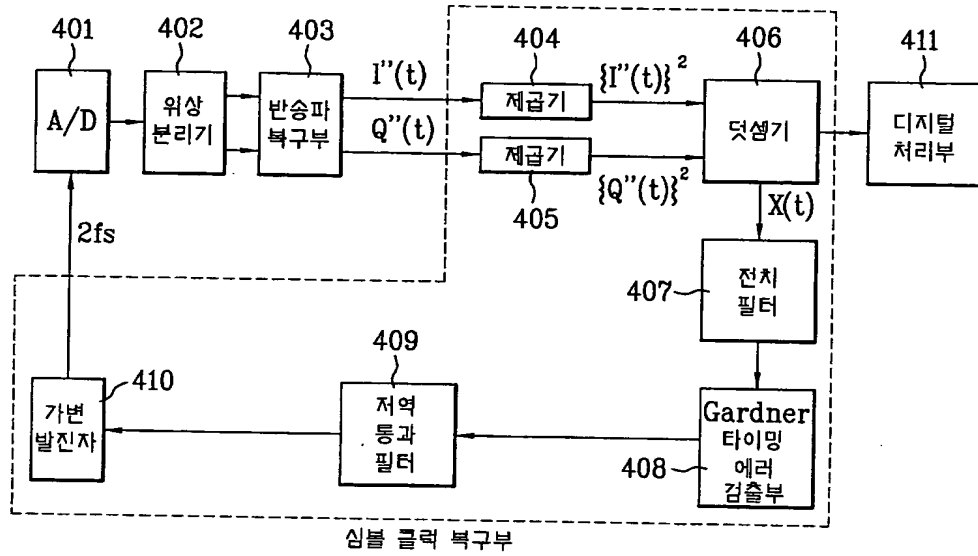 401
402
403
404
406
411
A/D
위상
분리기
반송파
복구부
I''(t)
Q''(t)
제곱기
제곱기
405
{I''(t)}²
{Q''(t)}²
덧셈기
디지털
처리부
X(t)
2fs
407
전치
필터
409
410
가변
발진자
저역
통과
필터
408
Gardner
타이밍
에러
검출부
심볼 클럭 복구부